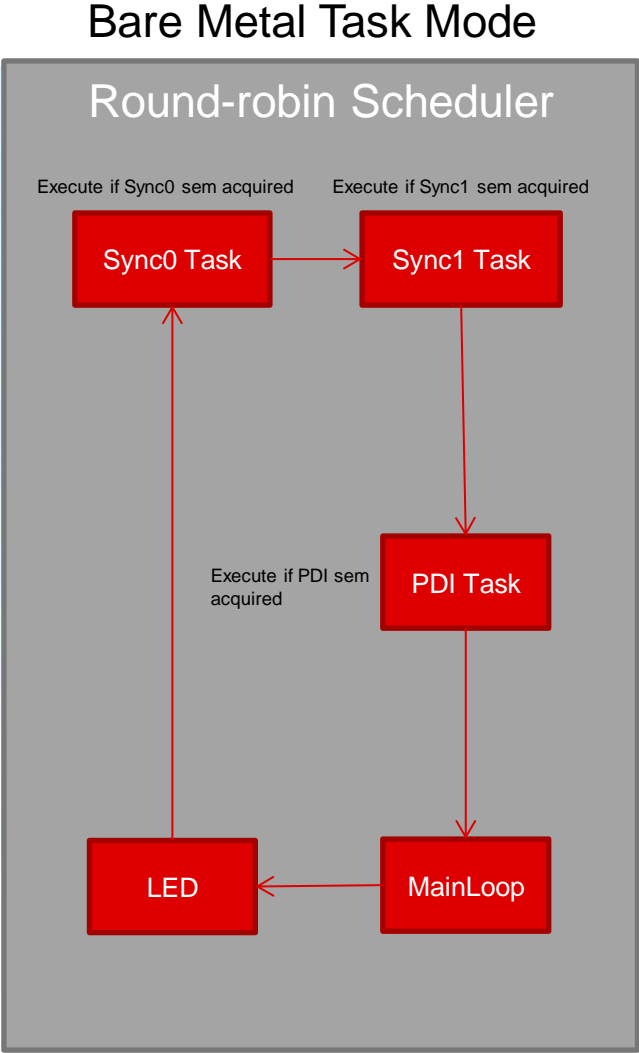 Bare Metal Task Mode
Round-robin Scheduler
Execute if Sync0 sem acquired
Execute if Sync1 sem acquired
Sync0 Task
Sync1 Task
Execute if PDI sem
acquired
PDI Task
LED
MainLoop